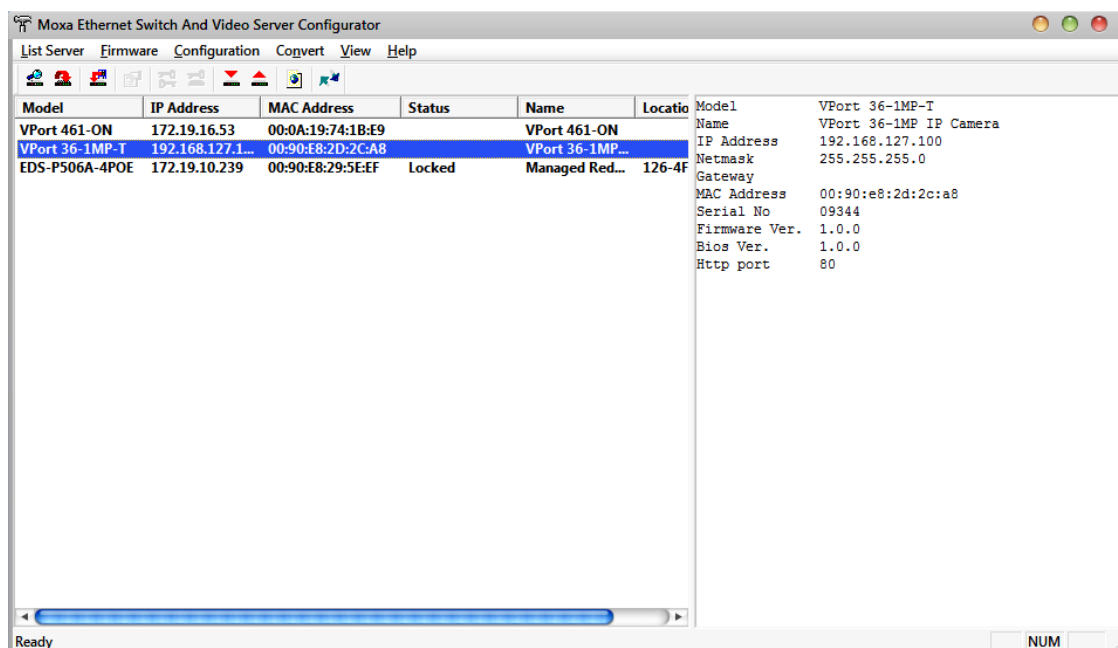 Moxa Ethernet Switch And Video Server Configurator
List Server Firmware Configuration Convert View Help
Model IP Address MAC Address Status Name Locatio
VPort 461-ON 172.19.16.53 00:0A:19:74:1B:E9 VPort 461-ON
VPort 36-1MP-T 192.168.127.1... 00:90:E8:2D:2C:A8 VPort 36-1MP...
EDS-P506A-4POE 172.19.10.239 00:90:E8:29:5E:EF Locked Managed Red... 126-4F
Model VPort 36-1MP-T
Name VPort 36-1MP IP Camera
IP Address 192.168.127.100
Netmask 255.255.255.0
Gateway
MAC Address 00:90:e8:2d:2c:a8
Serial No 09344
Firmware Ver. 1.0.0
Bios Ver. 1.0.0
Http port 80
Ready NUM